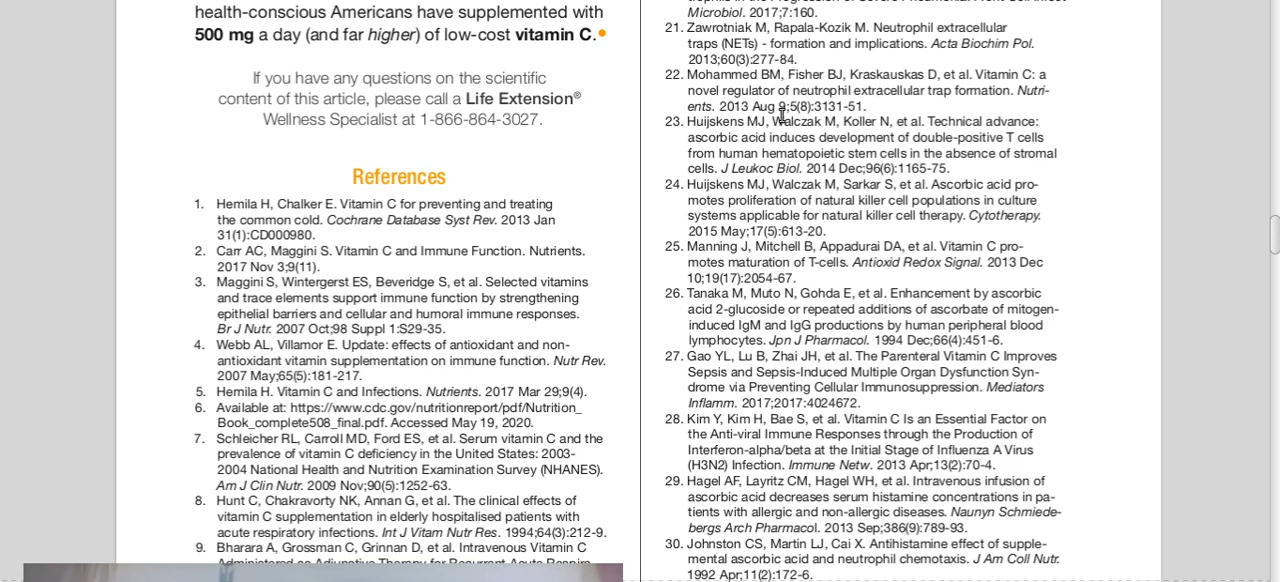 health-conscious Americans have supplemented with
500 mg a day (and far higher) of low-cost vitamin C.
If you have any questions on the scientific
content of this article, please call a Life Extension®
Wellness Specialist at 1-866-864-3027.
References
1. Hemila H, Chalker E. Vitamin C for preventing and treating
the common cold. Cochrane Database Syst Rev. 2013 Jan
31(1):CD000980.
2. Carr AC, Maggini S. Vitamin C and Immune Function. Nutrients.
2017 Nov 3;9(11).
3. Maggini S, Wintergerst ES, Beveridge S, et al. Selected vitamins
and trace elements support immune function by strengthening
epithelial barriers and cellular and humoral immune responses.
Br J Nutr. 2007 Oct;98 Suppl 1:S29-35.
4. Webb AL, Villamor E. Update: effects of antioxidant and non-
antioxidant vitamin supplementation on immune function. Nutr Rev.
2007 May;65(5):181-217.
5. Hemila H. Vitamin C and Infections. Nutrients. 2017 Mar 29;9(4).
6. Available at: https://www.cdc.gov/nutritionreport/pdf/Nutrition_
Book_complete508_final.pdf. Accessed May 19, 2020.
7. Schleicher RL, Carroll MD, Ford ES, et al. Serum vitamin C and the
prevalence of vitamin C deficiency in the United States: 2003-
2004 National Health and Nutrition Examination Survey (NHANES).
Am J Clin Nutr. 2009 Nov;90(5):1252-63.
8. Hunt C, Chakravorty NK, Annan G, et al. The clinical effects of
vitamin C supplementation in elderly hospitalised patients with
acute respiratory infections. Int J Vitam Nutr Res. 1994;64(3):212-9.
9. Bharara A, Grossman C, Grinnan D, et al. Intravenous Vitamin C
Microbiol. 2017;7:160.
21. Zawrotniak M, Rapala-Kozik M. Neutrophil extracellular
traps (NETs) - formation and implications. Acta Biochim Pol.
2013;60(3):277-84.
22. Mohammed BM, Fisher BJ, Kraskauskas D, et al. Vitamin C: a
novel regulator of neutrophil extracellular trap formation. Nutri-
ents. 2013 Aug 9;5(8):3131-51.
23. Huijskens MJ, Walczak M, Koller N, et al. Technical advance:
ascorbic acid induces development of double-positive T cells
from human hematopoietic stem cells in the absence of stromal
cells. J Leukoc Biol. 2014 Dec;96(6):1165-75.
24. Huijskens MJ, Walczak M, Sarkar S, et al. Ascorbic acid pro-
motes proliferation of natural killer cell populations in culture
systems applicable for natural killer cell therapy. Cytotherapy.
2015 May;17(5):613-20.
25. Manning J, Mitchell B, Appadurai DA, et al. Vitamin C pro-
motes maturation of T-cells. Antioxid Redox Signal. 2013 Dec
10;19(17):2054-67.
26. Tanaka M, Muto N, Gohda E, et al. Enhancement by ascorbic
acid 2-glucoside or repeated additions of ascorbate of mitogen-
induced IgM and IgG productions by human peripheral blood
lymphocytes. Jpn J Pharmacol. 1994 Dec;66(4):451-6.
27. Gao YL, Lu B, Zhai JH, et al. The Parenteral Vitamin C Improves
Sepsis and Sepsis-Induced Multiple Organ Dysfunction Syn-
drome via Preventing Cellular Immunosuppression. Mediators
Inflamm. 2017;2017:4024672.
28. Kim Y, Kim H, Bae S, et al. Vitamin C Is an Essential Factor on
the Anti-viral Immune Responses through the Production of
Interferon-alpha/beta at the Initial Stage of Influenza A Virus
(H3N2) Infection. Immune Netw. 2013 Apr;13(2):70-4.
29. Hagel AF, Layritz CM, Hagel WH, et al. Intravenous infusion of
ascorbic acid decreases serum histamine concentrations in pa-
tients with allergic and non-allergic diseases. Naunyn Schmiede-
bergs Arch Pharmacol. 2013 Sep;386(9):789-93.
30. Johnston CS, Martin LJ, Cai X. Antihistamine effect of supple-
mental ascorbic acid and neutrophil chemotaxis. J Am Coll Nutr.
1992 Apr;11(2):172-6.